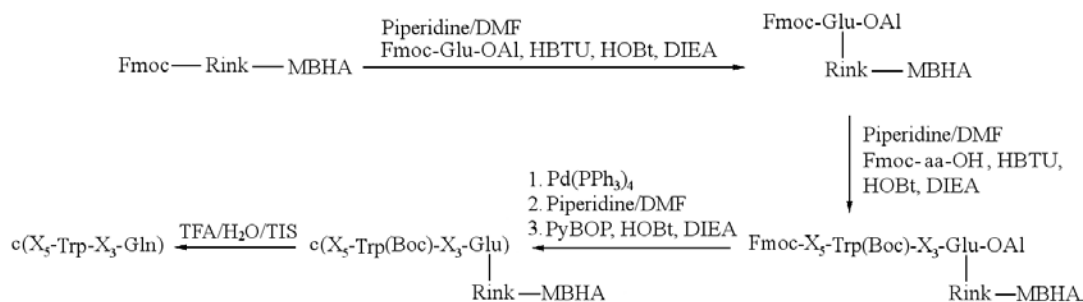 Piperidine/DMF
Fmoc-Glu-OAl, HBTU, HOBt, DIEA
Fmoc — Rink — MBHA
Fmoc-Glu-OAl
Rink — MBHA
Piperidine/DMF
Fmoc- aa-OH , HBTU,
HOBt, DIEA
1. Pd(PPh₃)₄
2. Piperidine/DMF
3. PyBOP, HOBt, DIEA
Fmoc-X₅-Trp(Boc)-X₃-Glu-OAl
Rink —MBHA
c(X₅-Trp(Boc)-X₃-Glu)
Rink —MBHA
TFA/H₂O/TIS
c(X₅-Trp-X₃-Gln)